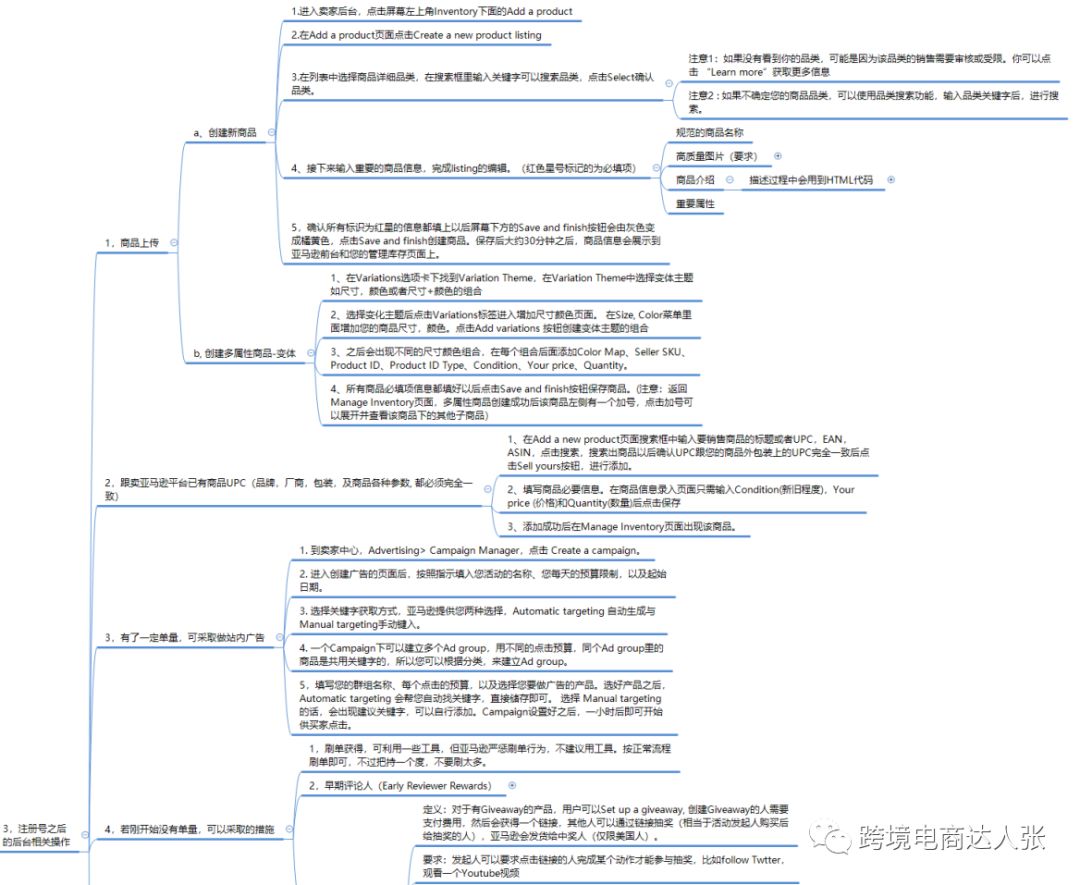 1.进入卖家后台，点击屏幕左上角Inventory下面的Add a product
2.在Add a product页面点击Create a new product listing
3.在列表中选择商品详细品类，在搜索框里输入关键字可以搜索品类，点击Select确认
品类。
注意1：如果没有看到你的品类，可能是因为该品类的销售需要审核或受限。你可以点
击 “Learn more”获取更多信息
注意2：如果不确定您的商品品类，可以使用品类搜索功能，输入品类关键字后，进行搜
索。
a、创建新商品
4、接下来输入重要的商品信息，完成listing的编辑。（红色星号标记的为必填项）
规范的商品名称
高质量图片（要求）
商品介绍
描述过程中会用到HTML代码
重要属性
5，确认所有标识为红星的信息都填上以后屏幕下方的Save and finish按钮会由灰色变
成橘黄色，点击Save and finish创建商品。保存后大约30分钟之后，商品信息会展示到
亚马逊前台和您的管理库存页面上。
1，商品上传
1、在Variations选项卡下找到Variation Theme，在Variation Theme中选择变体主题
如尺寸，颜色或者尺寸+颜色的组合
2、选择变化主题后点击Variations标签进入增加尺寸颜色页面。 在Size, Color菜单里
面增加您的商品尺寸，颜色。点击Add variations 按钮创建变体主题的组合
b, 创建多属性商品-变体
3、之后会出现不同的尺寸颜色组合，在每个组合后面添加Color Map、Seller SKU、
Product ID、Product ID Type、Condition、Your price、Quantity。
4、所有商品必填项信息都填好以后点击Save and finish按钮保存商品。(注意：返回
Manage Inventory页面，多属性商品创建成功后该商品左侧有一个加号，点击加号可
以展开并查看该商品下的其他子商品）
2，跟卖亚马逊平台已有商品UPC（品牌，厂商，包装，及商品各种参数, 都必须完全一
致）
1、在Add a new product页面搜索框中输入要销售商品的标题或者UPC，EAN，
ASIN，点击搜索，搜索出商品以后确认UPC跟您的商品外包装上的UPC完全一致后点
击Sell yours按钮，进行添加。
2、填写商品必要信息。在商品信息录入页面只需输入Condition(新旧程度)，Your
price (价格)和Quantity(数量)后点击保存
3、添加成功后在Manage Inventory页面出现该商品。
1. 到卖家中心，Advertising> Campaign Manager，点击 Create a campaign。
2. 进入创建广告的页面后，按照指示填入您活动的名称、您每天的预算限制，以及起始
日期。
3. 选择关键字获取方式，亚马逊提供您两种选择，Automatic targeting 自动生成与
Manual targeting手动键入。
3，有了一定单量，可采取做站内广告
4. 一个Campaign下可以建立多个Ad group，用不同的点击预算，同个Ad group里的
商品是共用关键字的，所以您可以根据分类，来建立Ad group。
5，填写您的群组名称、每个点击的预算，以及选择您要做广告的产品。选好产品之后，
Automatic targeting 会帮您自动找关键字，直接储存即可。 选择 Manual targeting
的话，会出现建议关键字，可以自行添加。Campaign设置好之后，一小时后即可开始
供买家点击。
1，刷单获得，可利用一些工具，但亚马逊严惩刷单行为，不建议用工具。按正常流程
刷单即可，不过把持一个度，不要刷太多。
2，早期评论人（Early Reviewer Rewards）
3，注册号之后
的后台相关操作
4，若刚开始没有单量，可以采取的措施
定义：对于有Giveaway的产品，用户可以Set up a giveaway, 创建Giveaway的人需要
支付费用，然后会获得一个链接，其他人可以通过链接抽奖（相当于活动发起人购买后
给抽奖的人），亚马逊会发货给中奖人（仅限美国人）。
要求：发起人可以要求点击链接的人完成某个动作才能参与抽奖，比如follow Twtter，
观看一个Youtube视频
跨境电商达人张